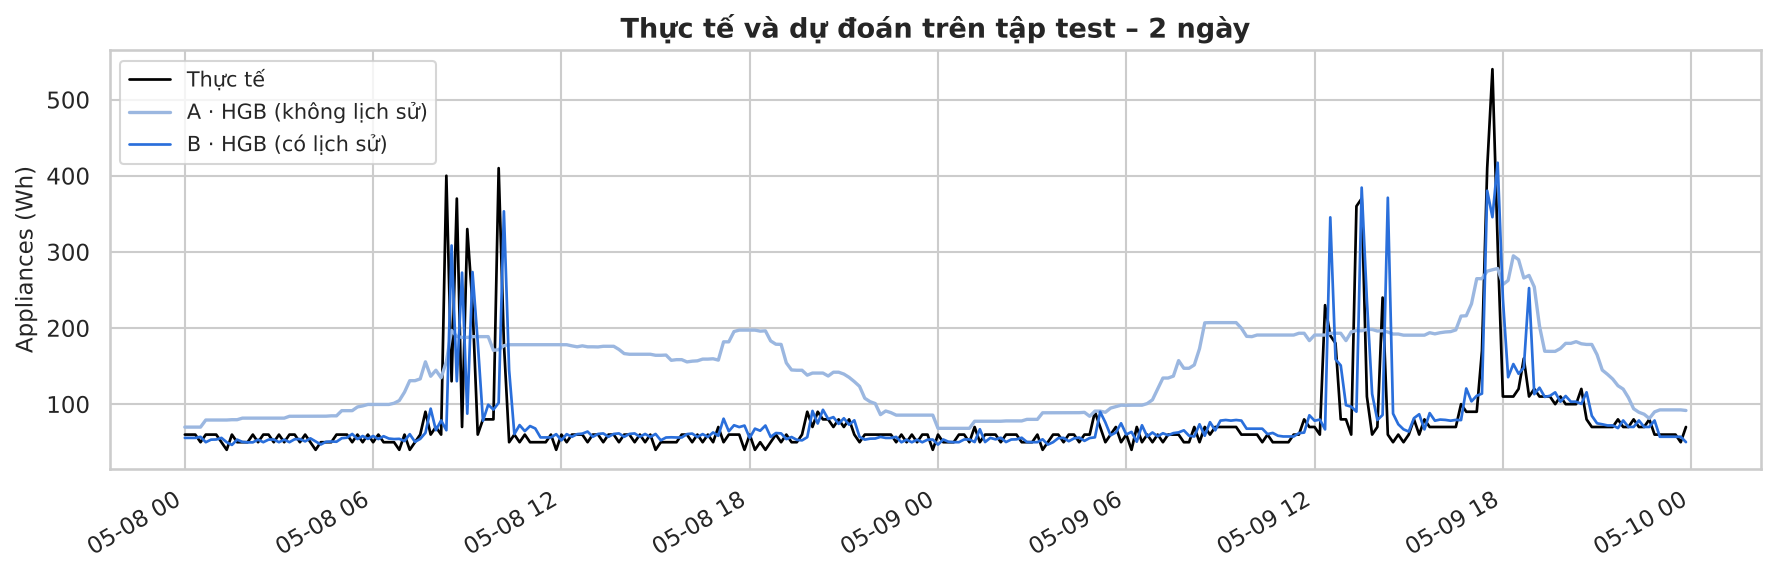 Thực tế và dự đoán trên tập test – 2 ngày
Thực tế
A · HGB (không lịch sử)
B · HGB (có lịch sử)
Appliances (Wh)
500
400
300
200
100
05-08 00
05-08 06
05-08 12
05-08 18
05-09 00
05-09 06
05-09 12
05-09 18
05-10 00